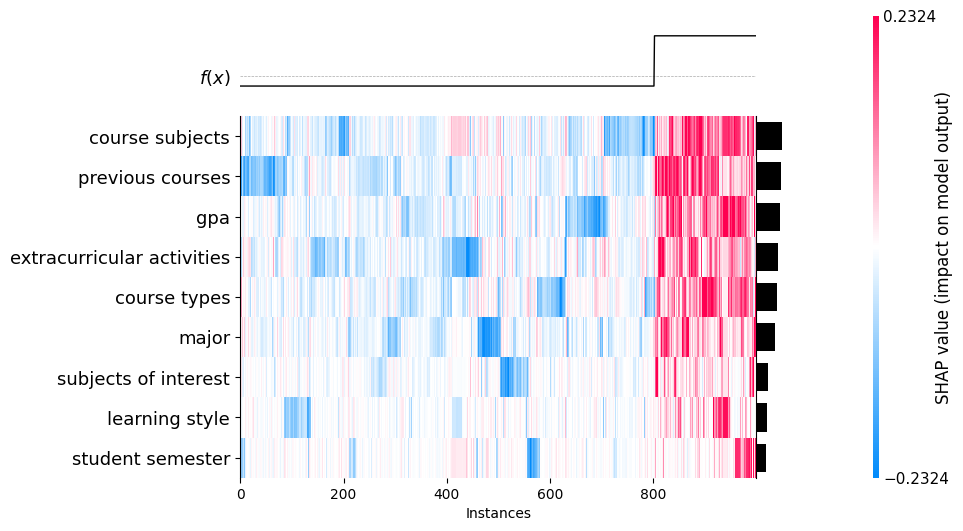 0.2324
f(x)
course subjects
previous courses
gpa
extracurricular activities
course types
major
subjects of interest
learning style
student semester
SHAP value (impact on model output)
−0.2324
0 200 400 600 800
Instances